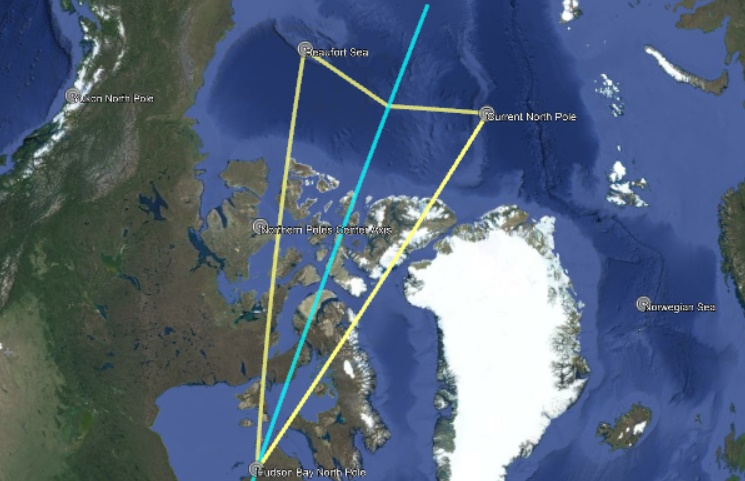 Beaufort Sea
Yukon North Pole
Current North Pole
Northern Poles Center Axis
Norwegian Sea
Hudson Bay North Pole